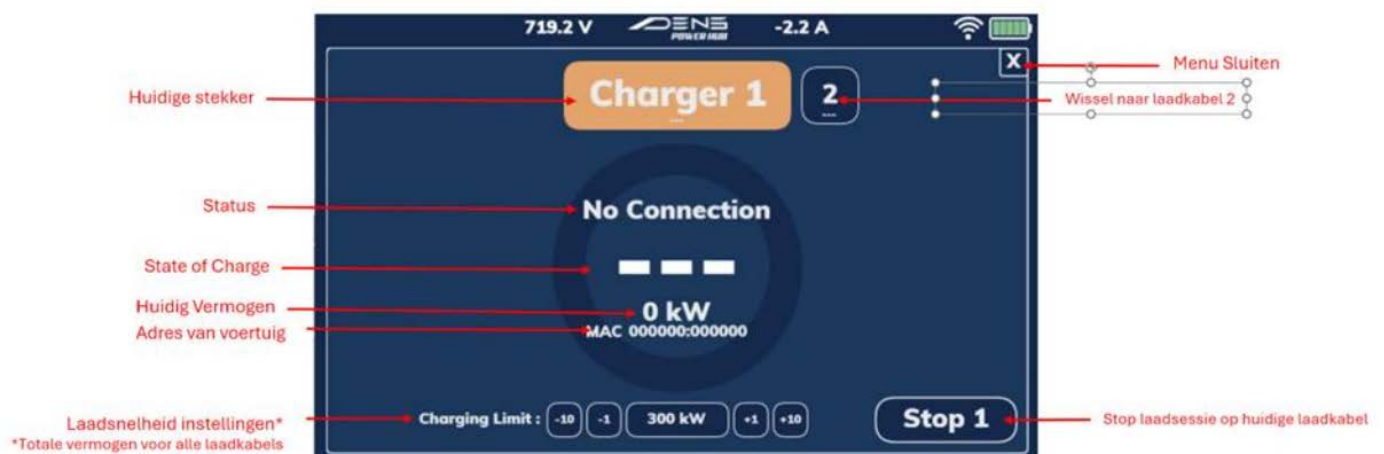 719.2 V DENS POWER HUB -2.2 A
X Menu Sluiten
Huidige stekker Charger 1 --- 2 --- Wissel naar laadkabel 2
Status No Connection
State of Charge --- 
Huidig Vermogen 0 kW
Adres van voertuig MAC 000000:000000
Laadsnelheid instellingen* Charging Limit : -10 -1 300 kW +1 +10 Stop 1 Stop laadsessie op huidige laadkabel
*Totale vermogen voor alle laadkabels